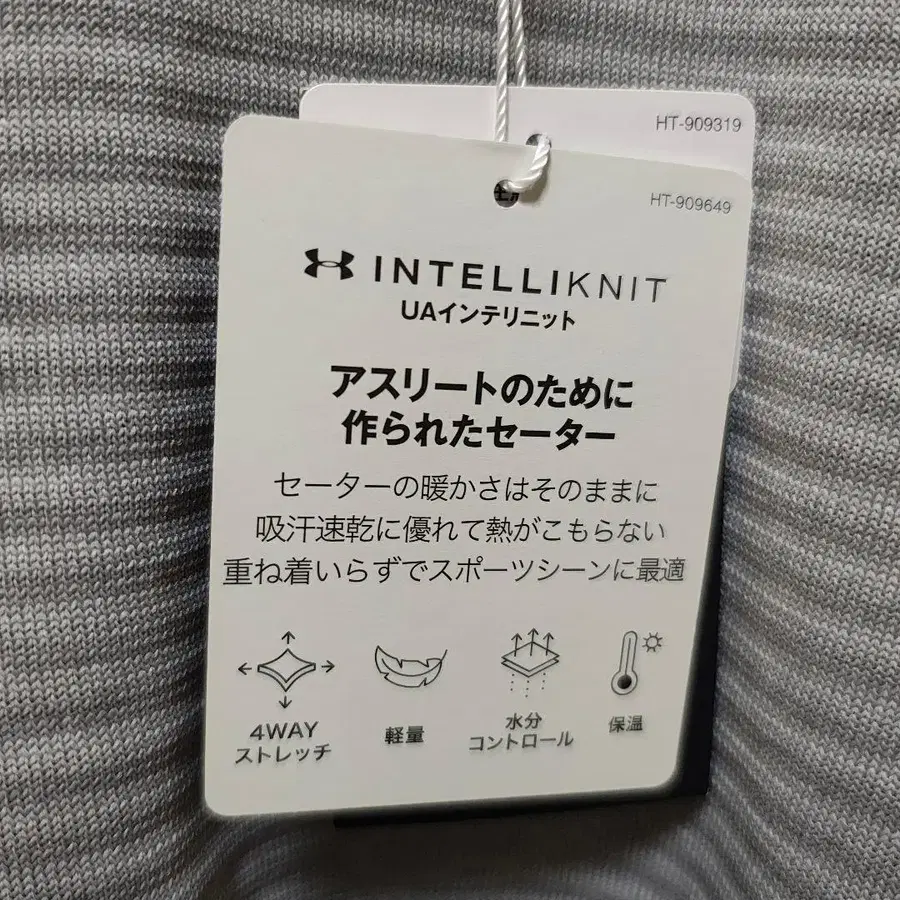 HT-909319
HT-909649
INTELLIKNIT
UAインテリニット
アスリートのために
作られたセーター
セーターの暖かさはそのままに
吸汗速乾に優れて熱がこもらない
重ね着いらずでスポーツシーンに最適
4WAY
ストレッチ
軽量
水分
コントロール
保温